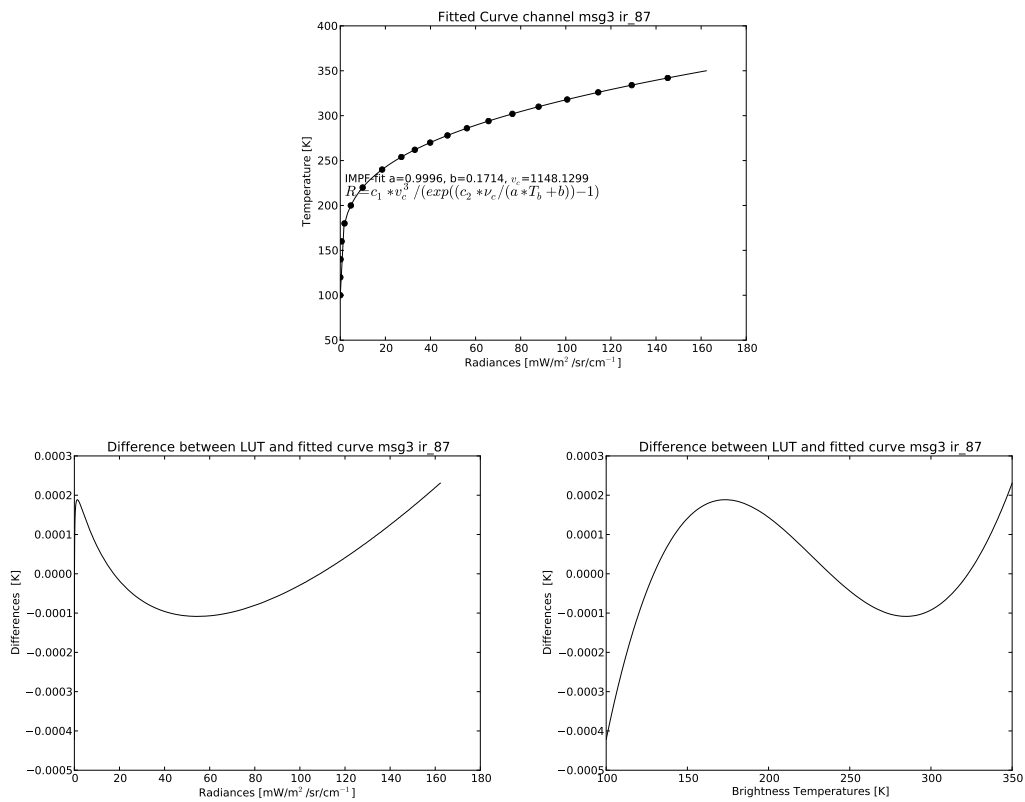 Fitted Curve channel msg3 ir_87
400
350
300
250
200
150
100
50
Temperature [K]
IMPF-fit a=0.9996, b=0.1714, v_c=1148.1299
R=c_1*v_c^3/(exp((c_2*ν_c/(a*T_b+b))−1)
0 20 40 60 80 100 120 140 160 180
Radiances [mW/m^2/sr/cm^−1]
Difference between LUT and fitted curve msg3 ir_87
0.0003
0.0002
0.0001
0.0000
−0.0001
−0.0002
−0.0003
−0.0004
−0.0005
Differences [K]
0 20 40 60 80 100 120 140 160 180
Radiances [mW/m^2/sr/cm^−1]
Difference between LUT and fitted curve msg3 ir_87
0.0003
0.0002
0.0001
0.0000
−0.0001
−0.0002
−0.0003
−0.0004
−0.0005
Differences [K]
100 150 200 250 300 350
Brightness Temperatures [K]